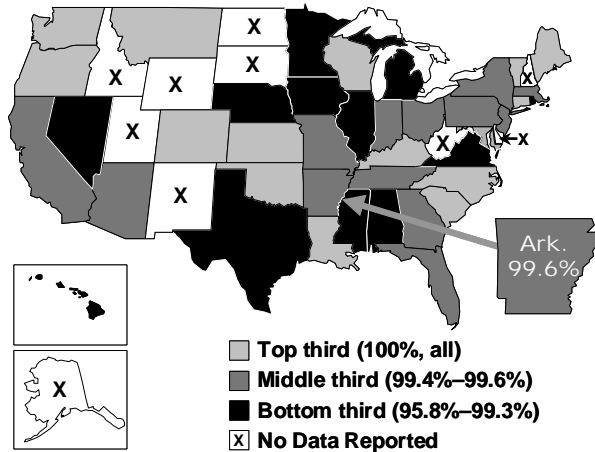 X
X
X
X
X
X
X
X
X
X
Ark.
99.6%
X
Top third (100%, all)
Middle third (99.4%–99.6%)
Bottom third (95.8%–99.3%)
X No Data Reported